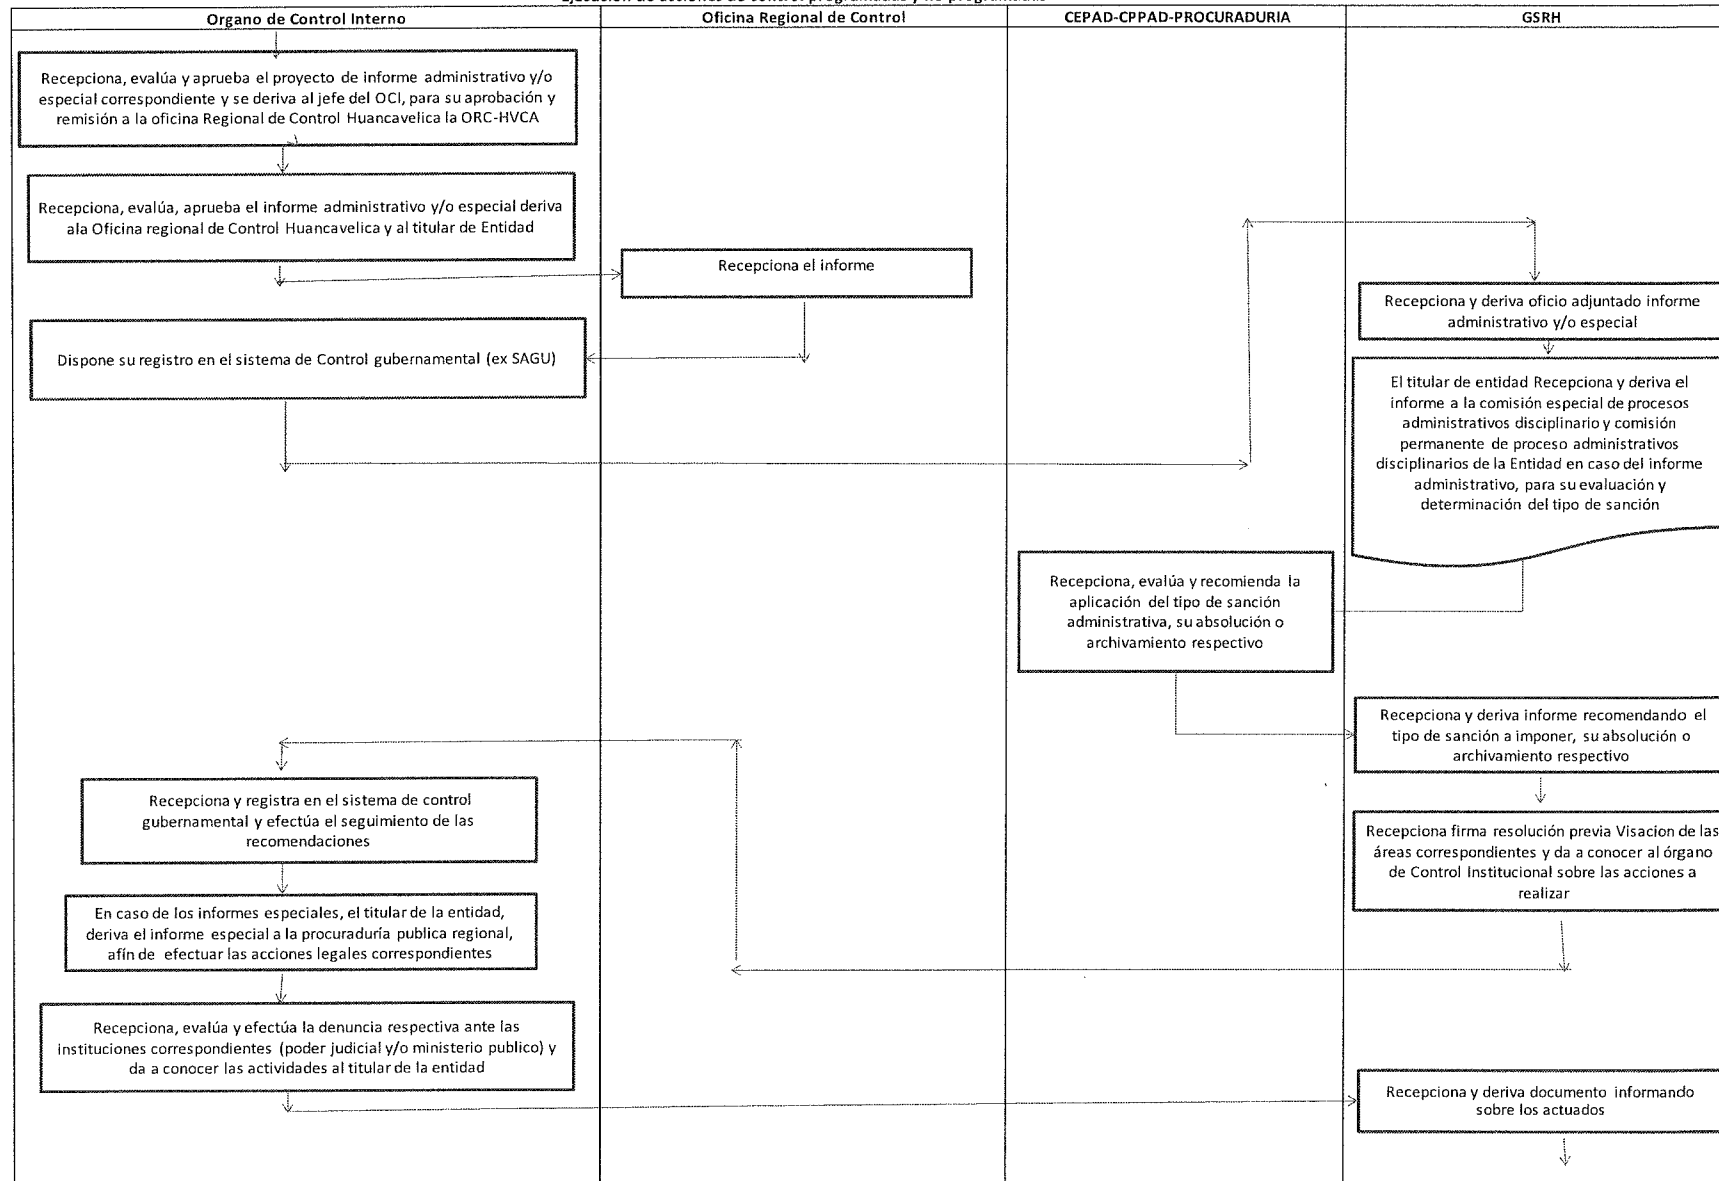 Ejecución de acciones de control programadas y no programadas
Organo de Control Interno
Oficina Regional de Control
CEPAD-CPPAD-PROCURADURIA
GSRH
Recepciona, evalúa y aprueba el proyecto de informe administrativo y/o
especial correspondiente y se deriva al jefe del OCI, para su aprobación y
remisión a la oficina Regional de Control Huancavelica la ORC-HVCA
Recepciona, evalúa, aprueba el informe administrativo y/o especial deriva
ala Oficina regional de Control Huancavelica y al titular de Entidad
Recepciona el informe
Dispone su registro en el sistema de Control gubernamental (ex SAGU)
Recepciona y deriva oficio adjuntado informe
administrativo y/o especial
El titular de entidad Recepciona y deriva el
informe a la comisión especial de procesos
administrativos disciplinario y comisión
permanente de proceso administrativos
disciplinarios de la Entidad en caso del informe
administrativo, para su evaluación y
determinación del tipo de sanción
Recepciona, evalúa y recomienda la
aplicación del tipo de sanción
administrativa, su absolución o
archivamiento respectivo
Recepciona y deriva informe recomendando el
tipo de sanción a imponer, su absolución o
archivamiento respectivo
Recepciona firma resolución previa Visacion de las
áreas correspondientes y da a conocer al órgano
de Control Institucional sobre las acciones a
realizar
Recepciona y registra en el sistema de control
gubernamental y efectúa el seguimiento de las
recomendaciones
En caso de los informes especiales, el titular de la entidad,
deriva el informe especial a la procuraduría publica regional,
afín de efectuar las acciones legales correspondientes
Recepciona, evalúa y efectúa la denuncia respectiva ante las
instituciones correspondientes (poder judicial y/o ministerio publico) y
da a conocer las actividades al titular de la entidad
Recepciona y deriva documento informando
sobre los actuados